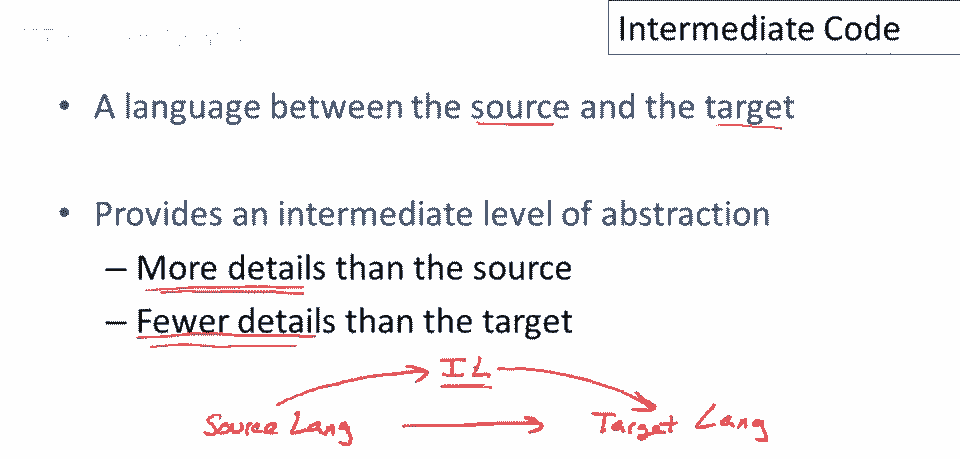 Intermediate Code
• A language between the source and the target
• Provides an intermediate level of abstraction
– More details than the source
– Fewer details than the target
IL
Source Lang Target Lang